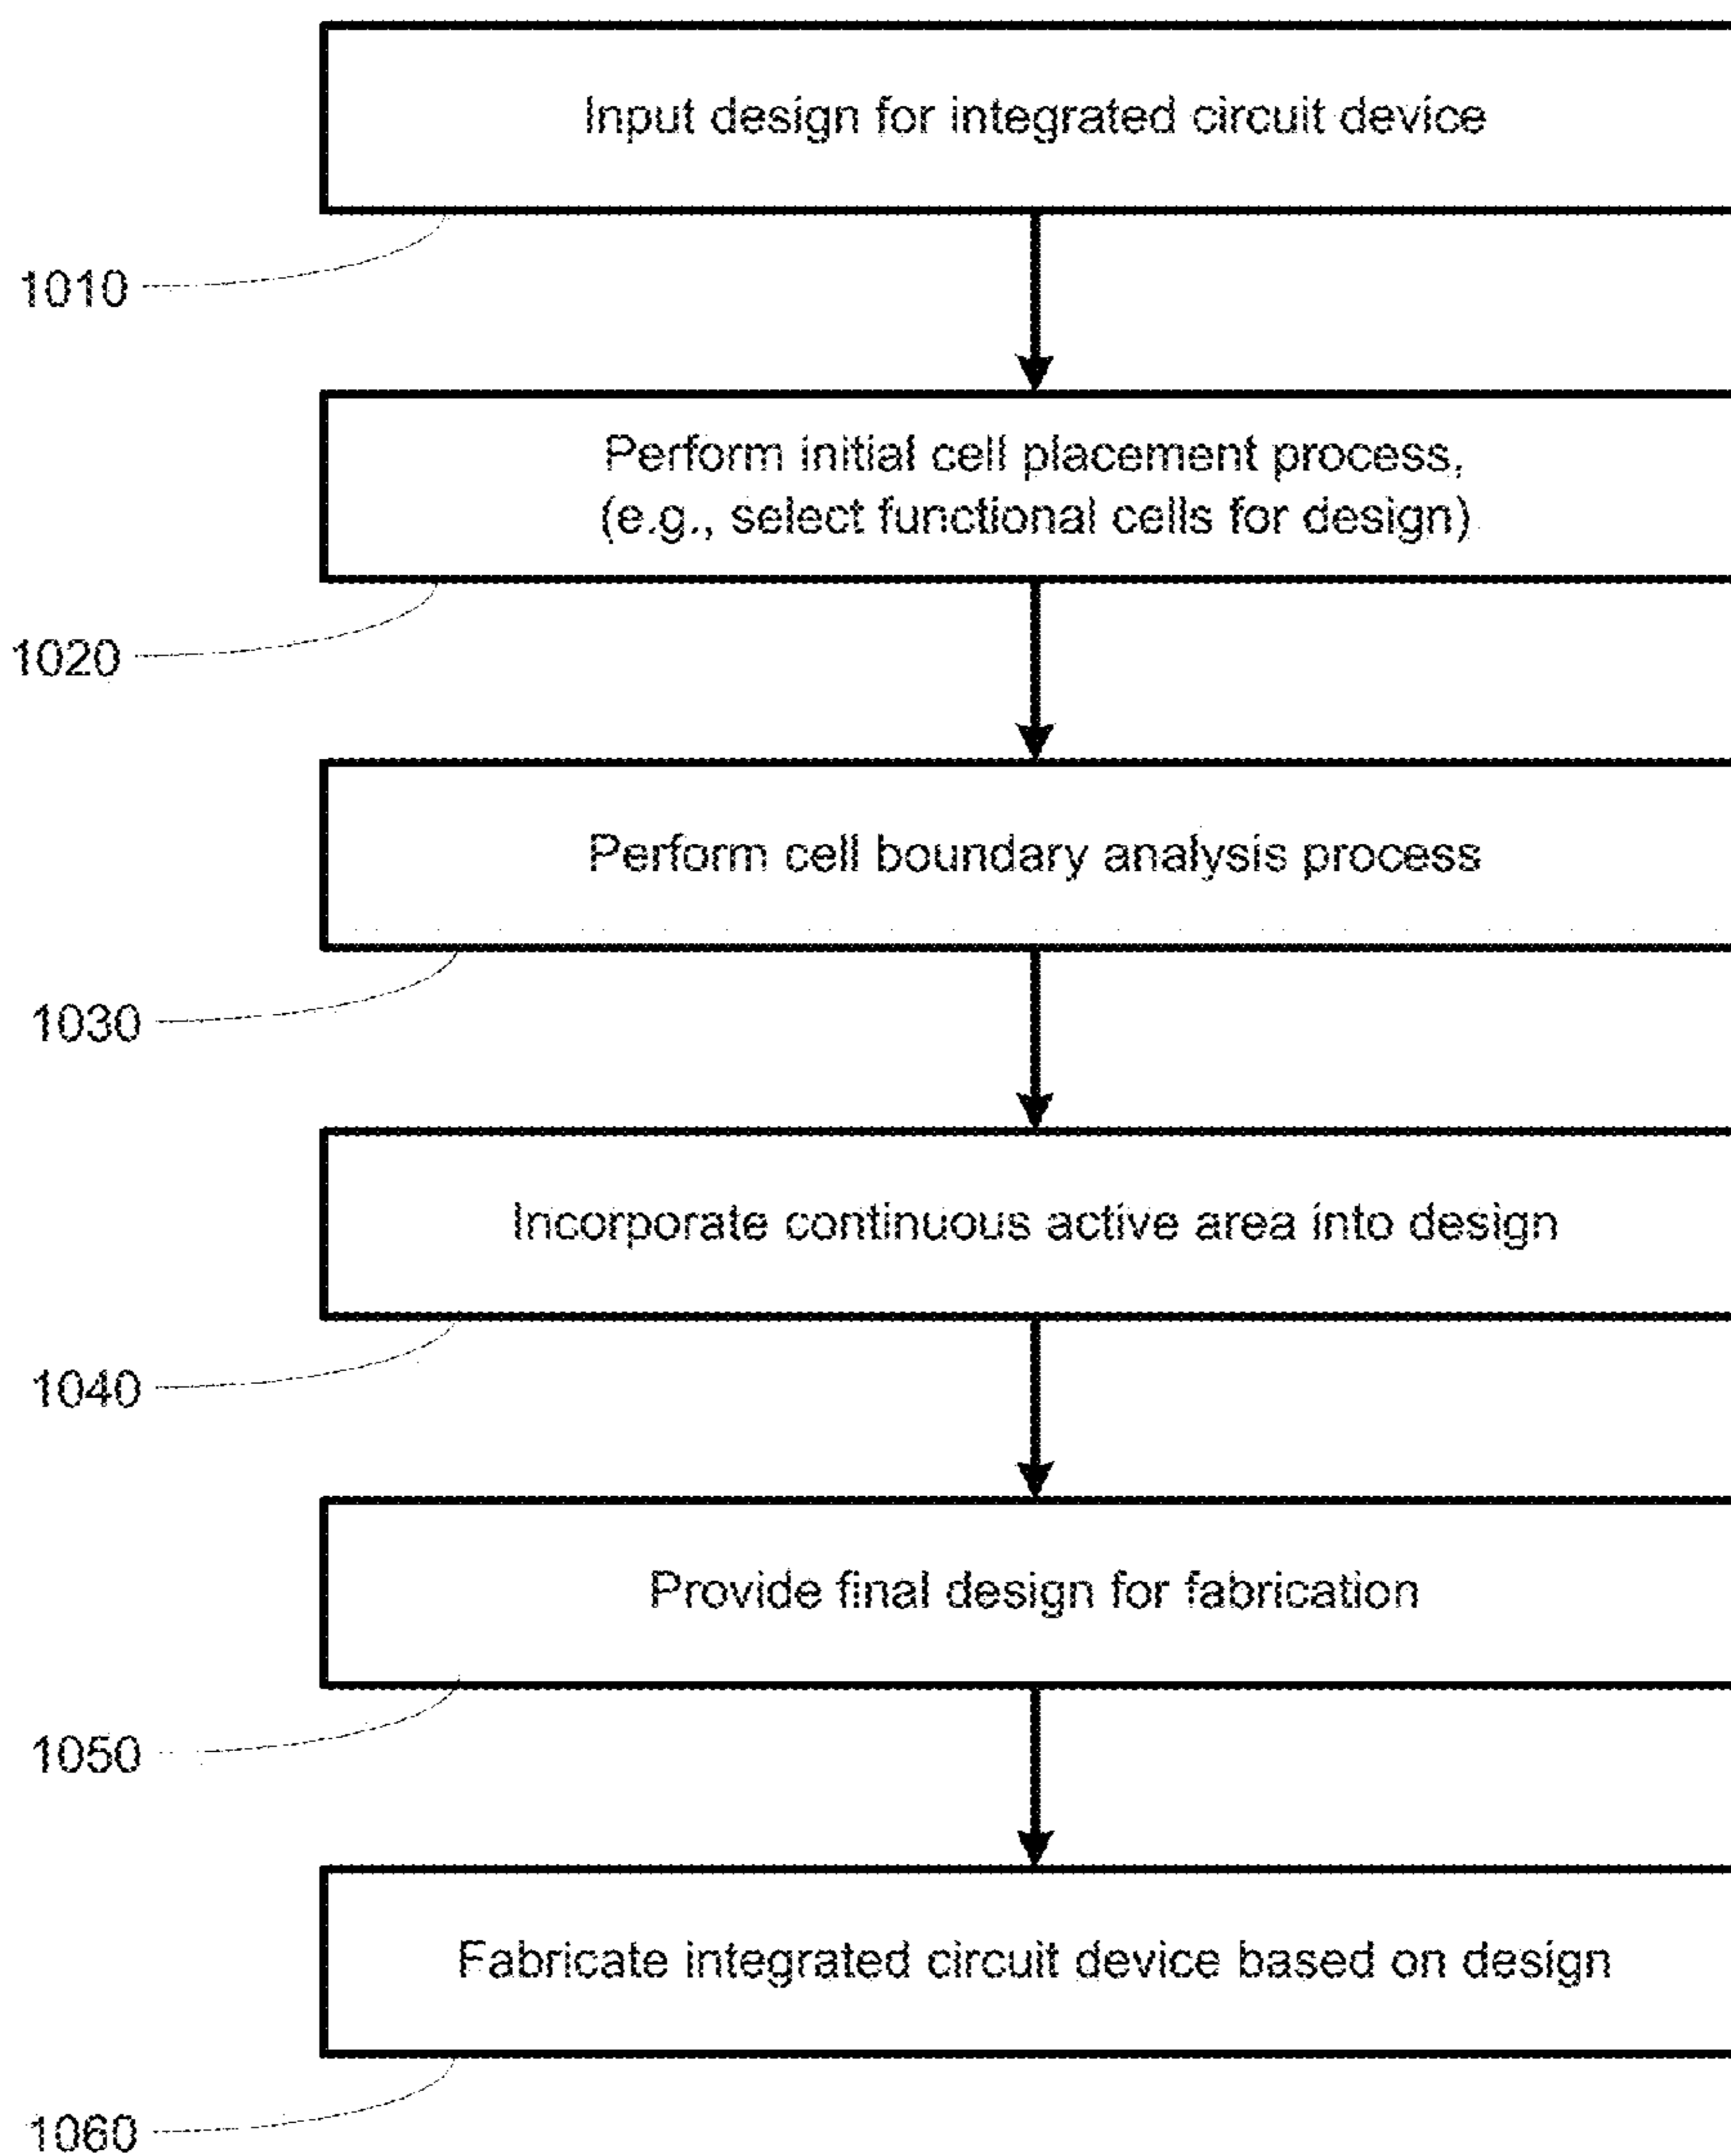 Input design for integrated circuit device
1010
Perform initial cell placement process,
(e.g., select functional cells for design)
1020
Perform cell boundary analysis process
1030
Incorporate continuous active area into design
1040
Provide final design for fabrication
1050
Fabricate integrated circuit device based on design
1060